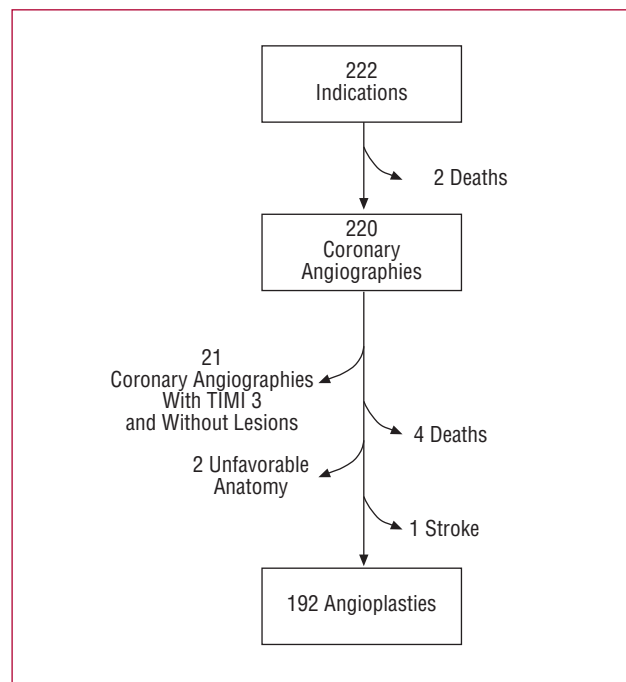 222
Indications
2 Deaths
220
Coronary
Angiographies
21
Coronary Angiographies
With TIMI 3
and Without Lesions
4 Deaths
2 Unfavorable
Anatomy
1 Stroke
192 Angioplasties